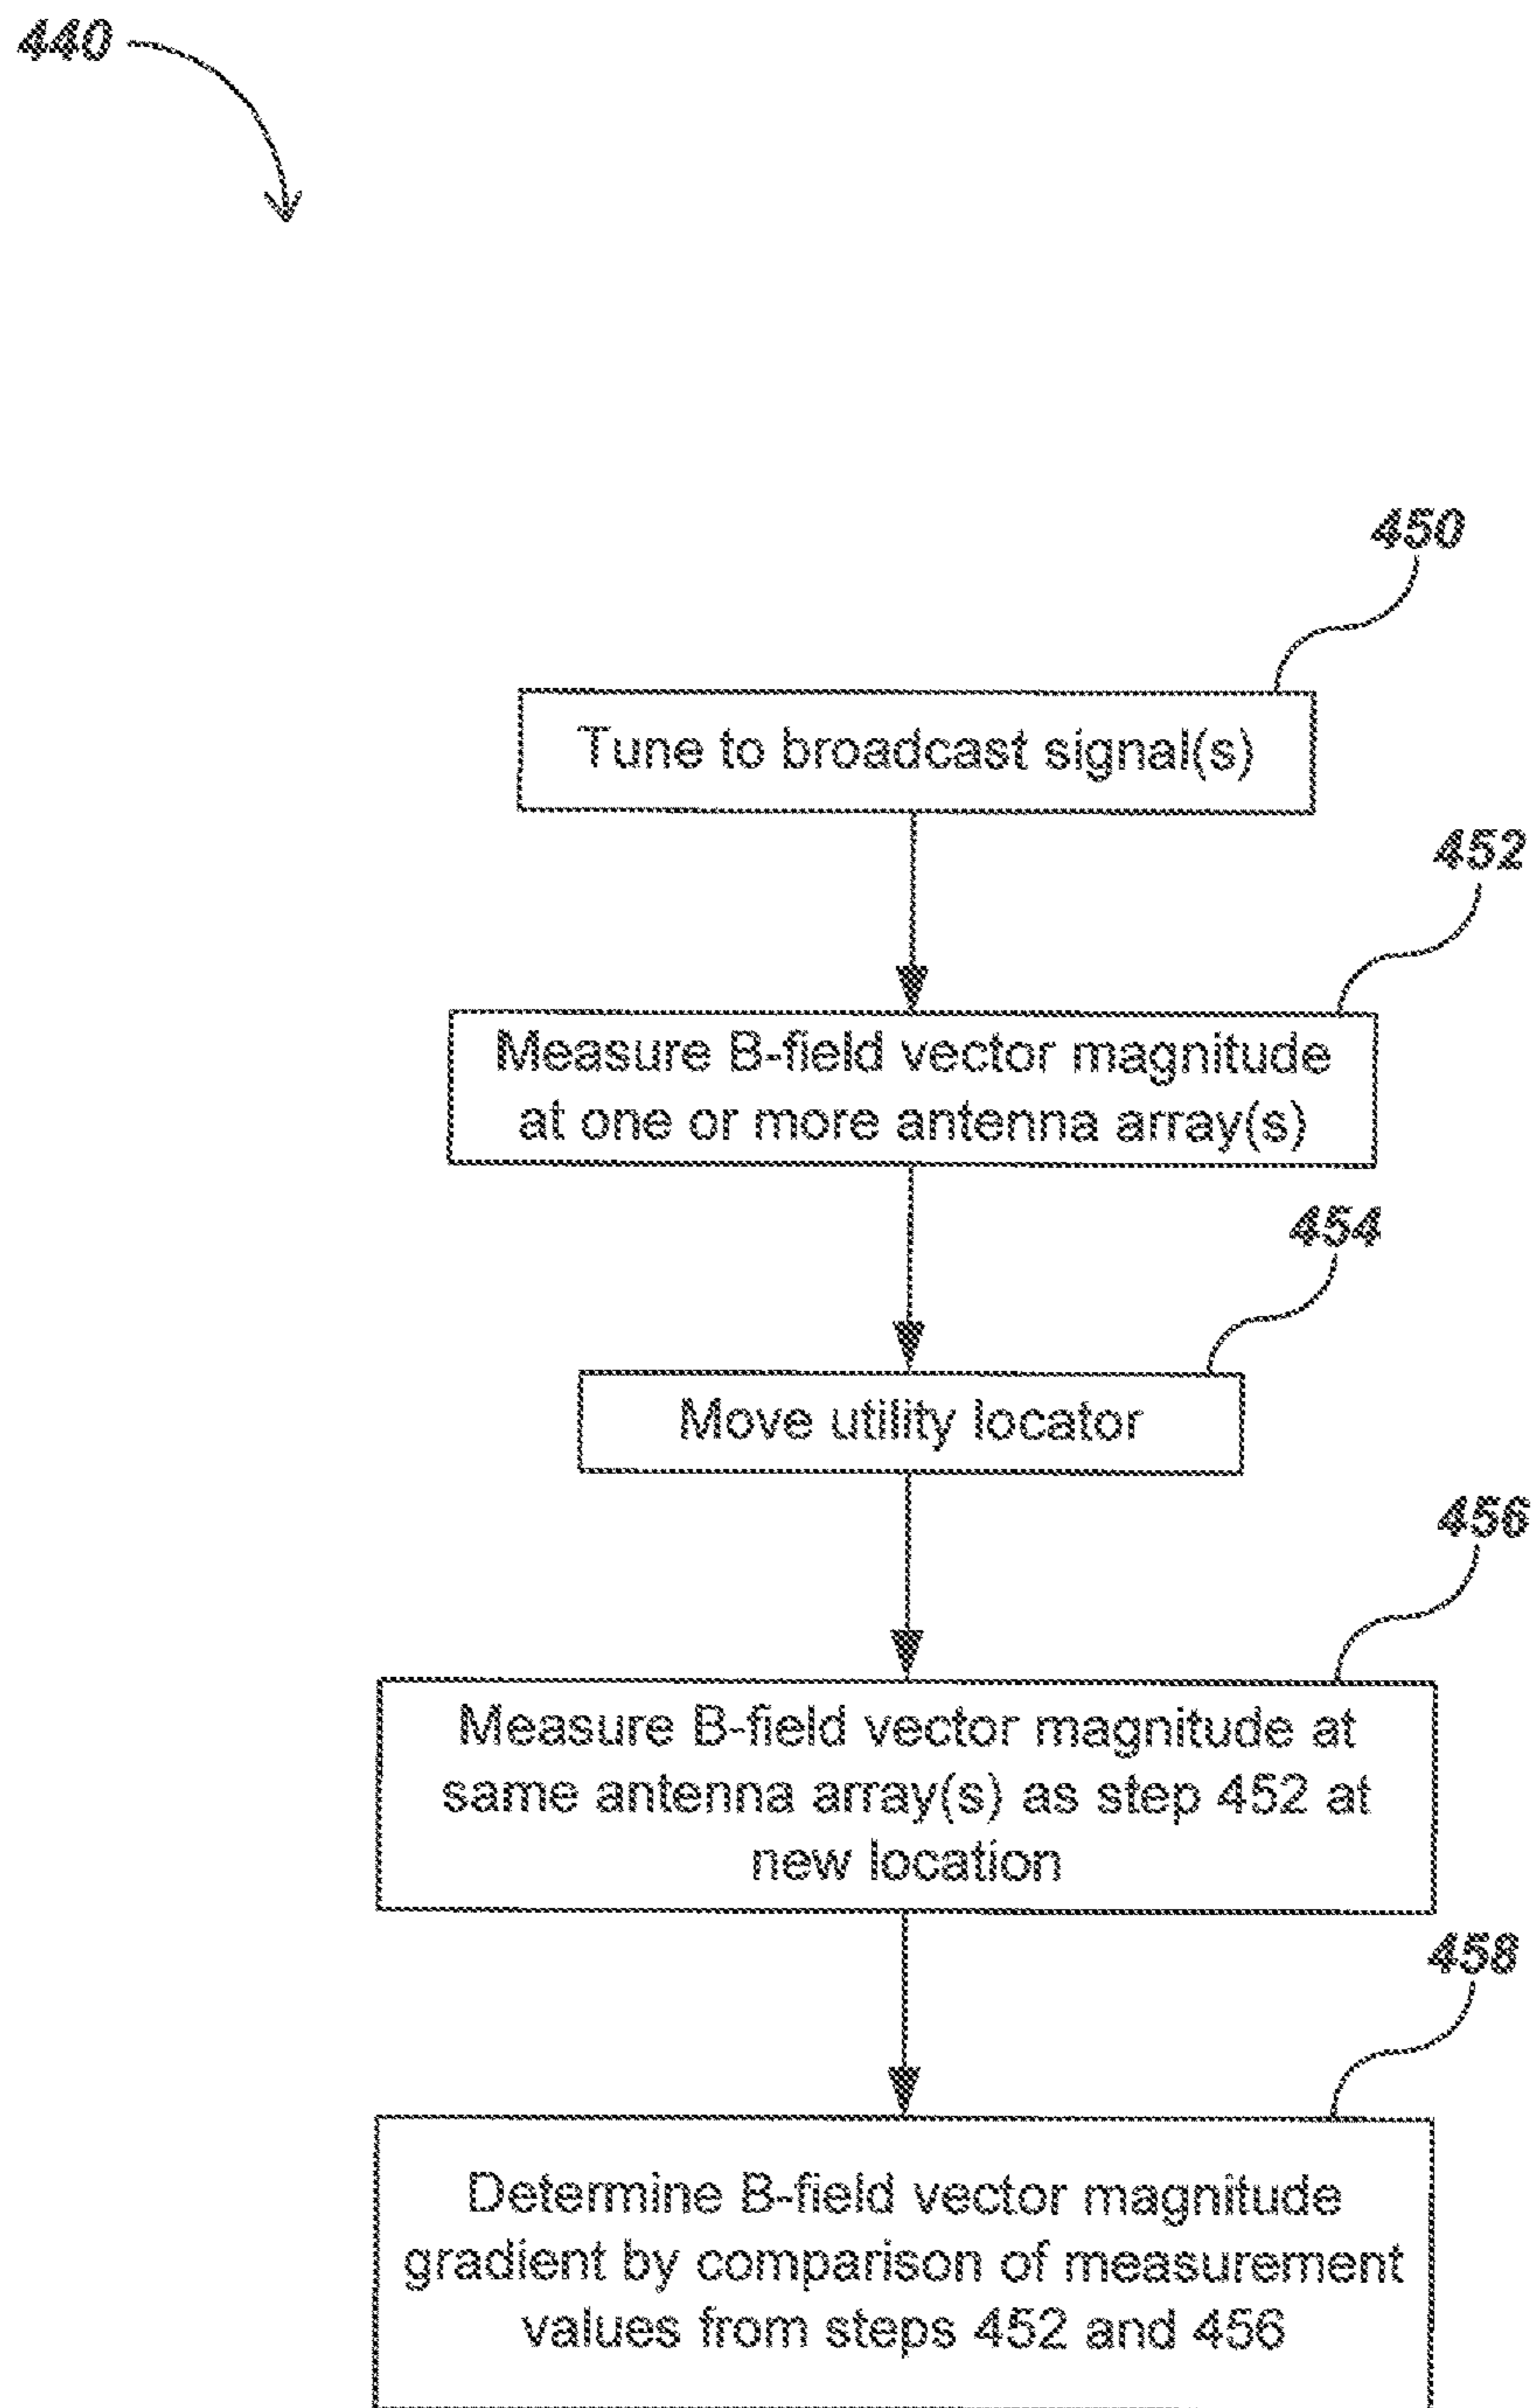 440
450
Tune to broadcast signal(s)
452
Measure B-field vector magnitude
at one or more antenna array(s)
454
Move utility locator
456
Measure B-field vector magnitude at
same antenna array(s) as step 452 at
new location
458
Determine B-field vector magnitude
gradient by comparison of measurement
values from steps 452 and 456